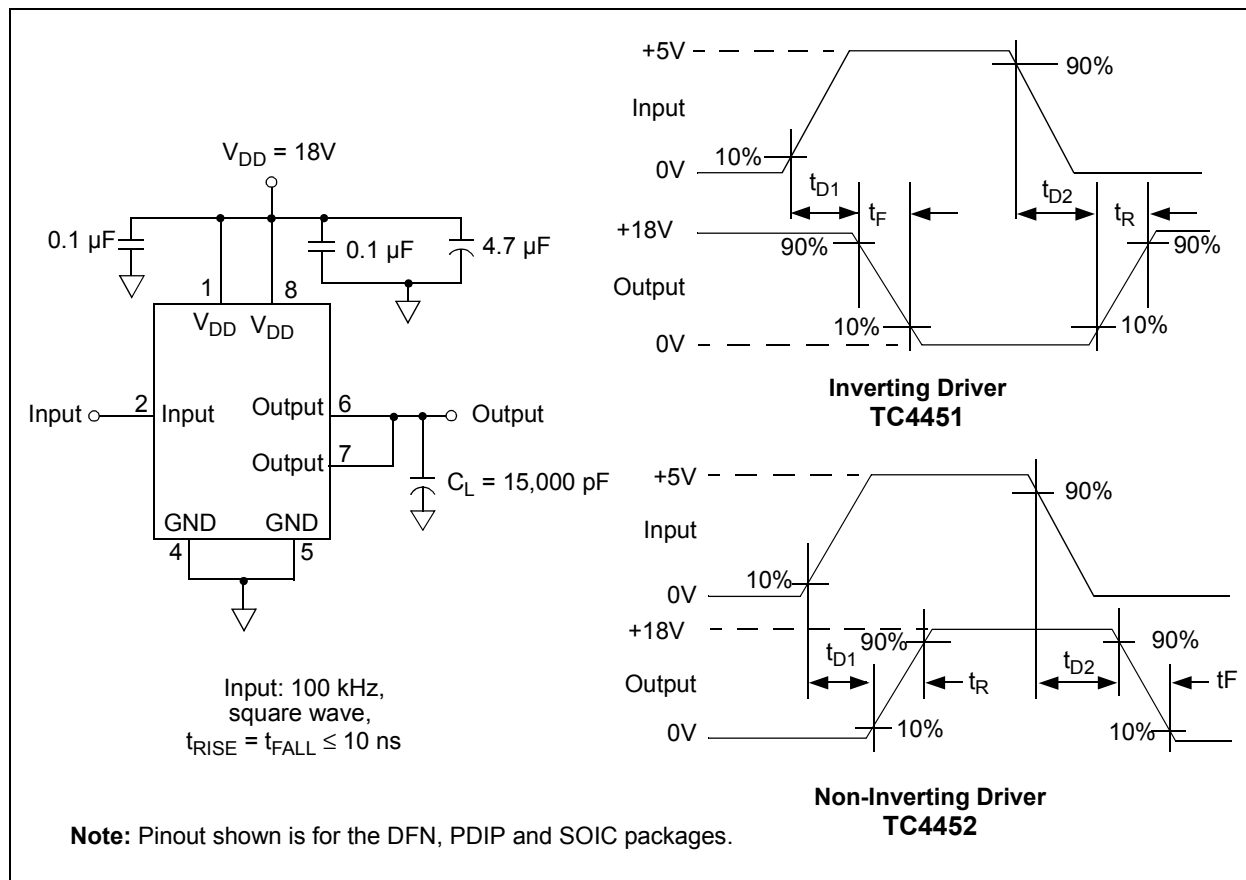 V_DD = 18V
0.1 µF
0.1 µF
4.7 µF
1
8
V_DD
V_DD
Input
2
Input
Output
6
Output
Output
7
C_L = 15,000 pF
GND
GND
4
5
Input: 100 kHz,
square wave,
t_RISE = t_FALL ≤ 10 ns
+5V
90%
Input
10%
0V
t_D1
t_F
t_D2
t_R
+18V
90%
90%
Output
10%
10%
0V
Inverting Driver
TC4451
+5V
90%
Input
10%
0V
+18V
t_D1
90%
t_D2
90%
Output
t_R
tF
0V
10%
10%
Non-Inverting Driver
TC4452
Note: Pinout shown is for the DFN, PDIP and SOIC packages.